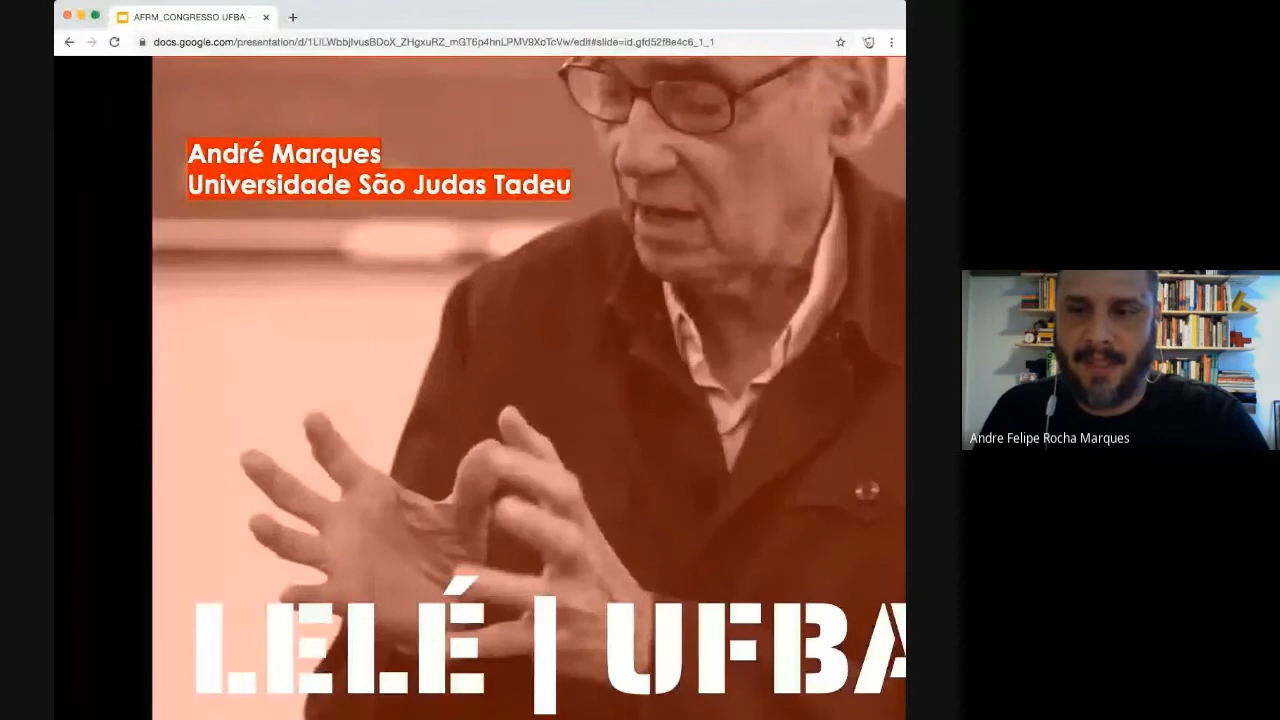 AFRM_CONGRESSO UFBA -
docs.google.com/presentation/d/1LILWbbjIvusBDoX_ZHgxuRZ_mGT6p4hnLPMV9XoTcVw/edit#slide=id.gfd52f8e4c6_1_1
André Marques
Universidade São Judas Tadeu
Andre Felipe Rocha Marques
LELÉ | UFBA